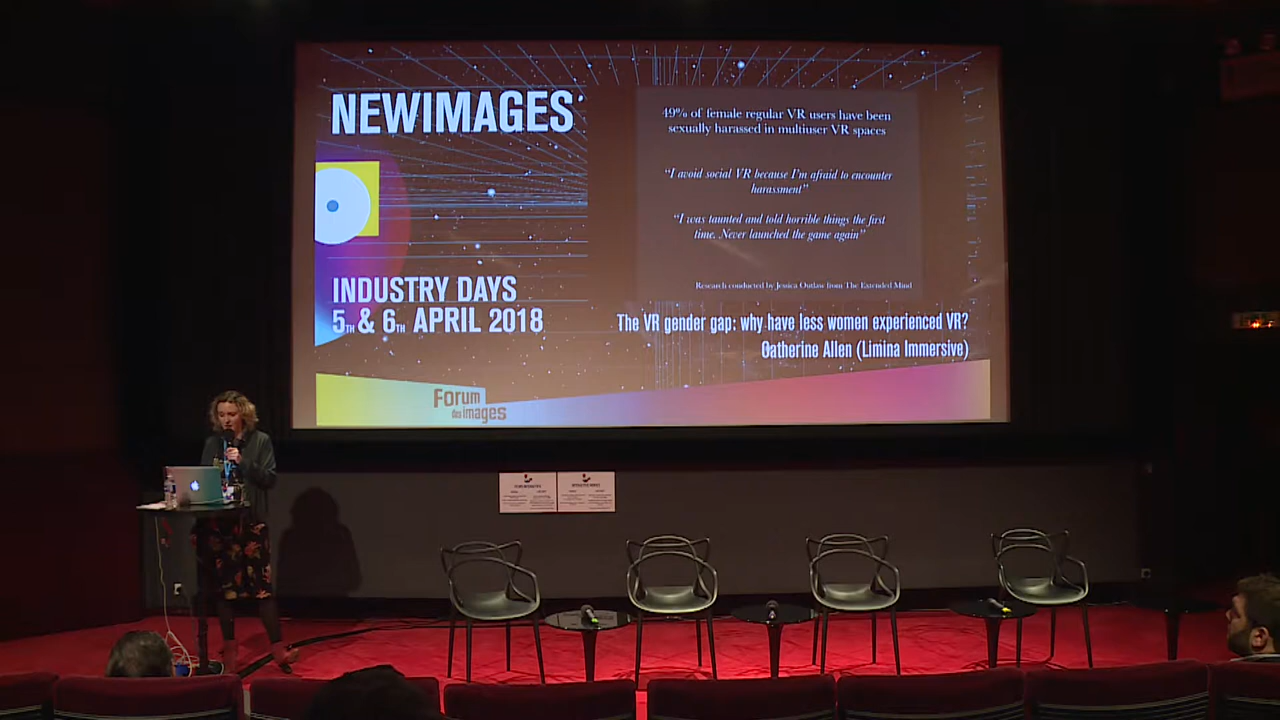 NEWIMAGES
INDUSTRY DAYS
5TH & 6TH APRIL 2018
49% of female regular VR users have been
sexually harassed in multiuser VR spaces
“I avoid social VR because I'm afraid to encounter
harassment”
“I was taunted and told horrible things the first
time. Never launched the game again”
Research conducted by Jessica Outlaw from The Extended Mind
The VR gender gap: why have less women experienced VR?
Catherine Allen (Limina Immersive)
Forum
des images